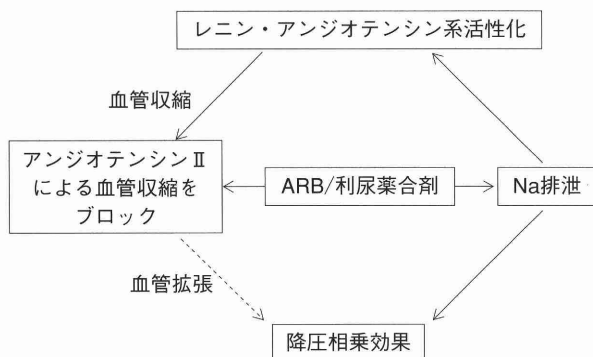 レニン・アンジオテンシン系活性化
血管収縮
アンジオテンシンⅡ
による血管収縮を
ブロック
ARB/利尿薬合剤
Na排泄
血管拡張
降圧相乗効果